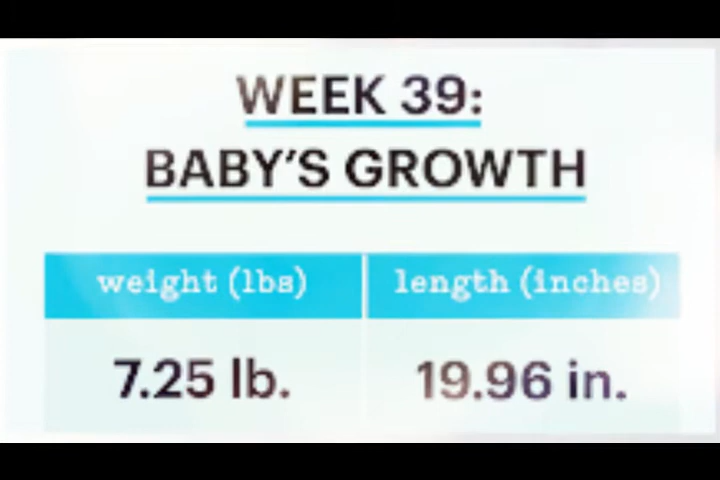 WEEK 39:
BABY'S GROWTH
weight (lbs) length (inches)
7.25 lb. 19.96 in.